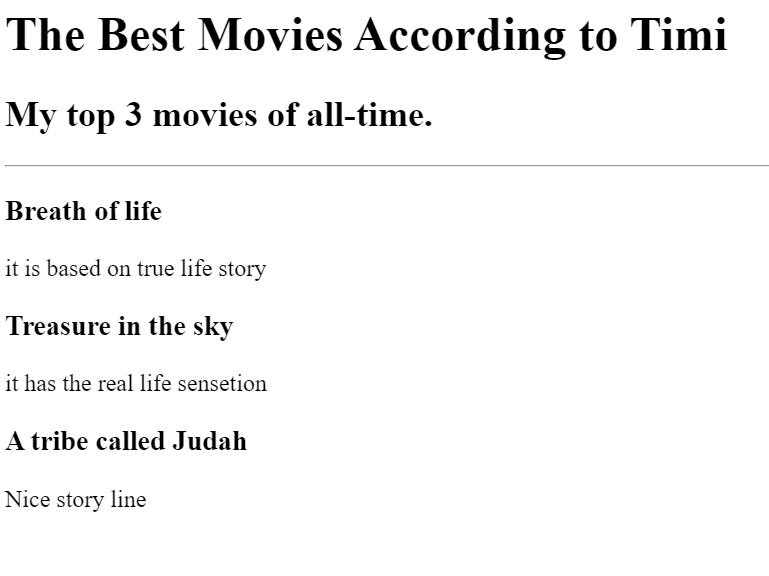 The Best Movies According to Timi
My top 3 movies of all-time.
Breath of life
it is based on true life story
Treasure in the sky
it has the real life sensetion
A tribe called Judah
Nice story line